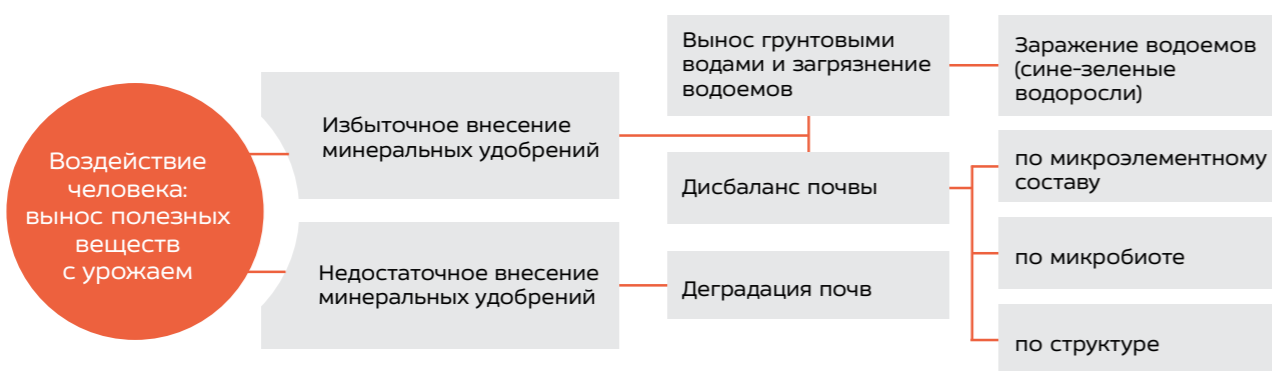 Воздействие
человека:
вынос полезных
веществ
с урожаем
Избыточное внесение
минеральных удобрений
Недостаточное внесение
минеральных удобрений
Вынос грунтовыми
водами и загрязнение
водоемов
Дисбаланс почвы
Деградация почв
Заражение водоемов
(сине-зеленые
водоросли)
по микроэлементному
составу
по микробиоте
по структуре